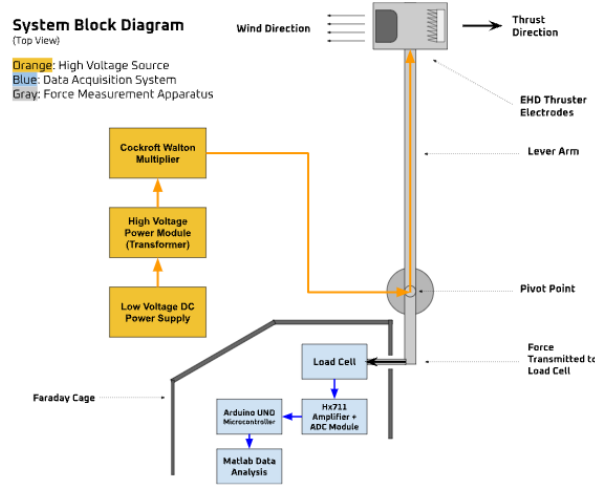 System Block Diagram
(Top View)
Orange: High Voltage Source
Blue: Data Acquisition System
Gray: Force Measurement Apparatus
Wind Direction
Thrust
Direction
EHD Thruster
Electrodes
Cockroft Walton
Multiplier
Lever Arm
High Voltage
Power Module
(Transformer)
Pivot Point
Low Voltage DC
Power Supply
Load Cell
Force
Transmitted to
Load Cell
Faraday Cage
Arduino UNO
Microcontroller
Hx711
Amplifier +
ADC Module
Matlab Data
Analysis